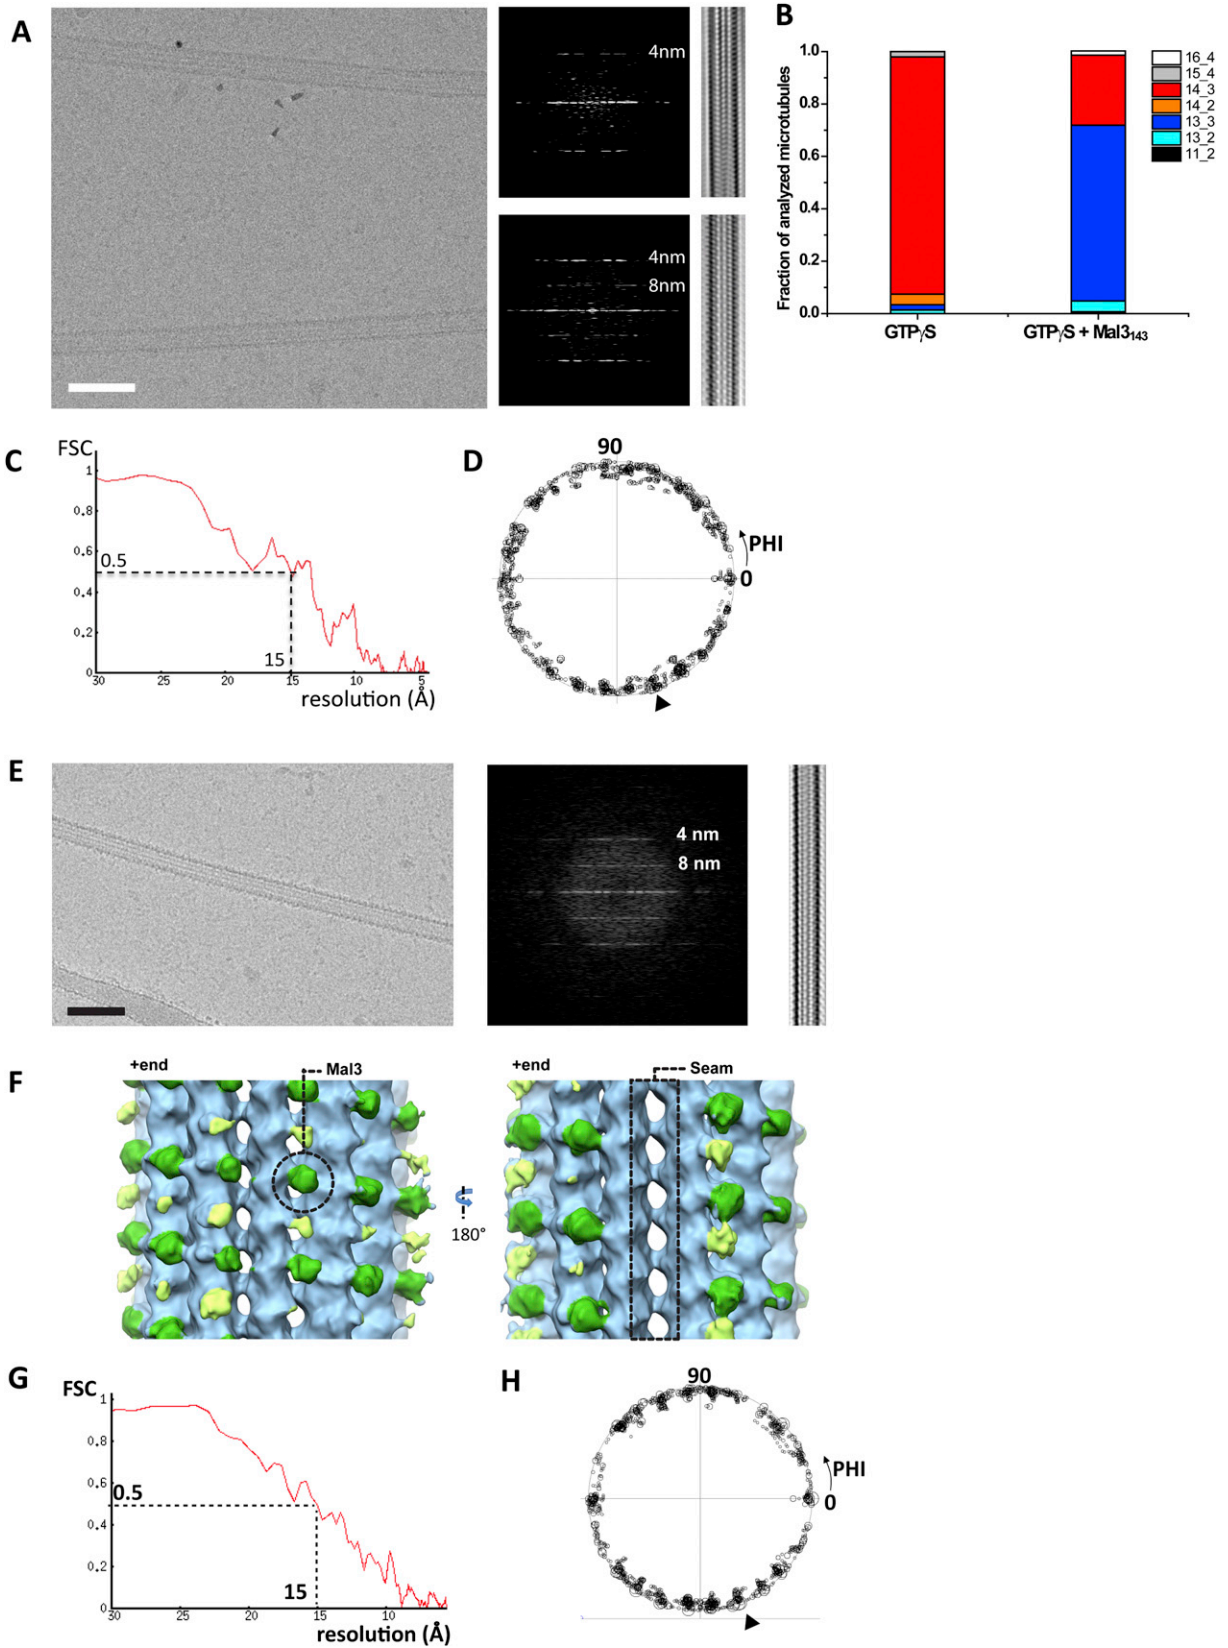 A
4nm
4nm
8nm
B
Fraction of analyzed microtubules
1.0
0.8
0.6
0.4
0.2
0.0
GTPγS
GTPγS + Mal3143
16_4
15_4
14_3
14_2
13_3
13_2
11_2
C
FSC
1
0.8
0.6
0.5
0.4
0.2
0
15
30
25
20
15
10
5
resolution (Å)
D
90
PHI
0
E
4 nm
8 nm
F
+end
Mal3
180°
+end
Seam
G
FSC
1
0.8
0.6
0.5
0.4
0.2
0
15
30
25
20
15
10
resolution (Å)
H
90
PHI
0